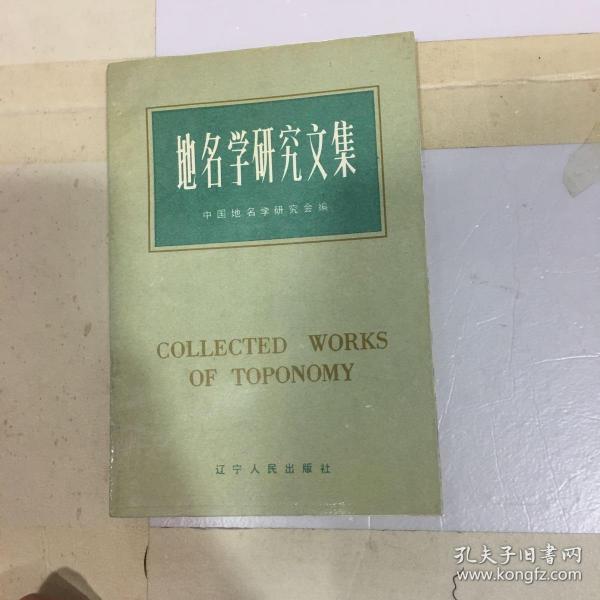 地名学研究文集
中国地名学研究会编
COLLECTED WORKS
OF TOPONOMY
辽宁人民出版社
孔夫子旧书网
www.kongfz.com